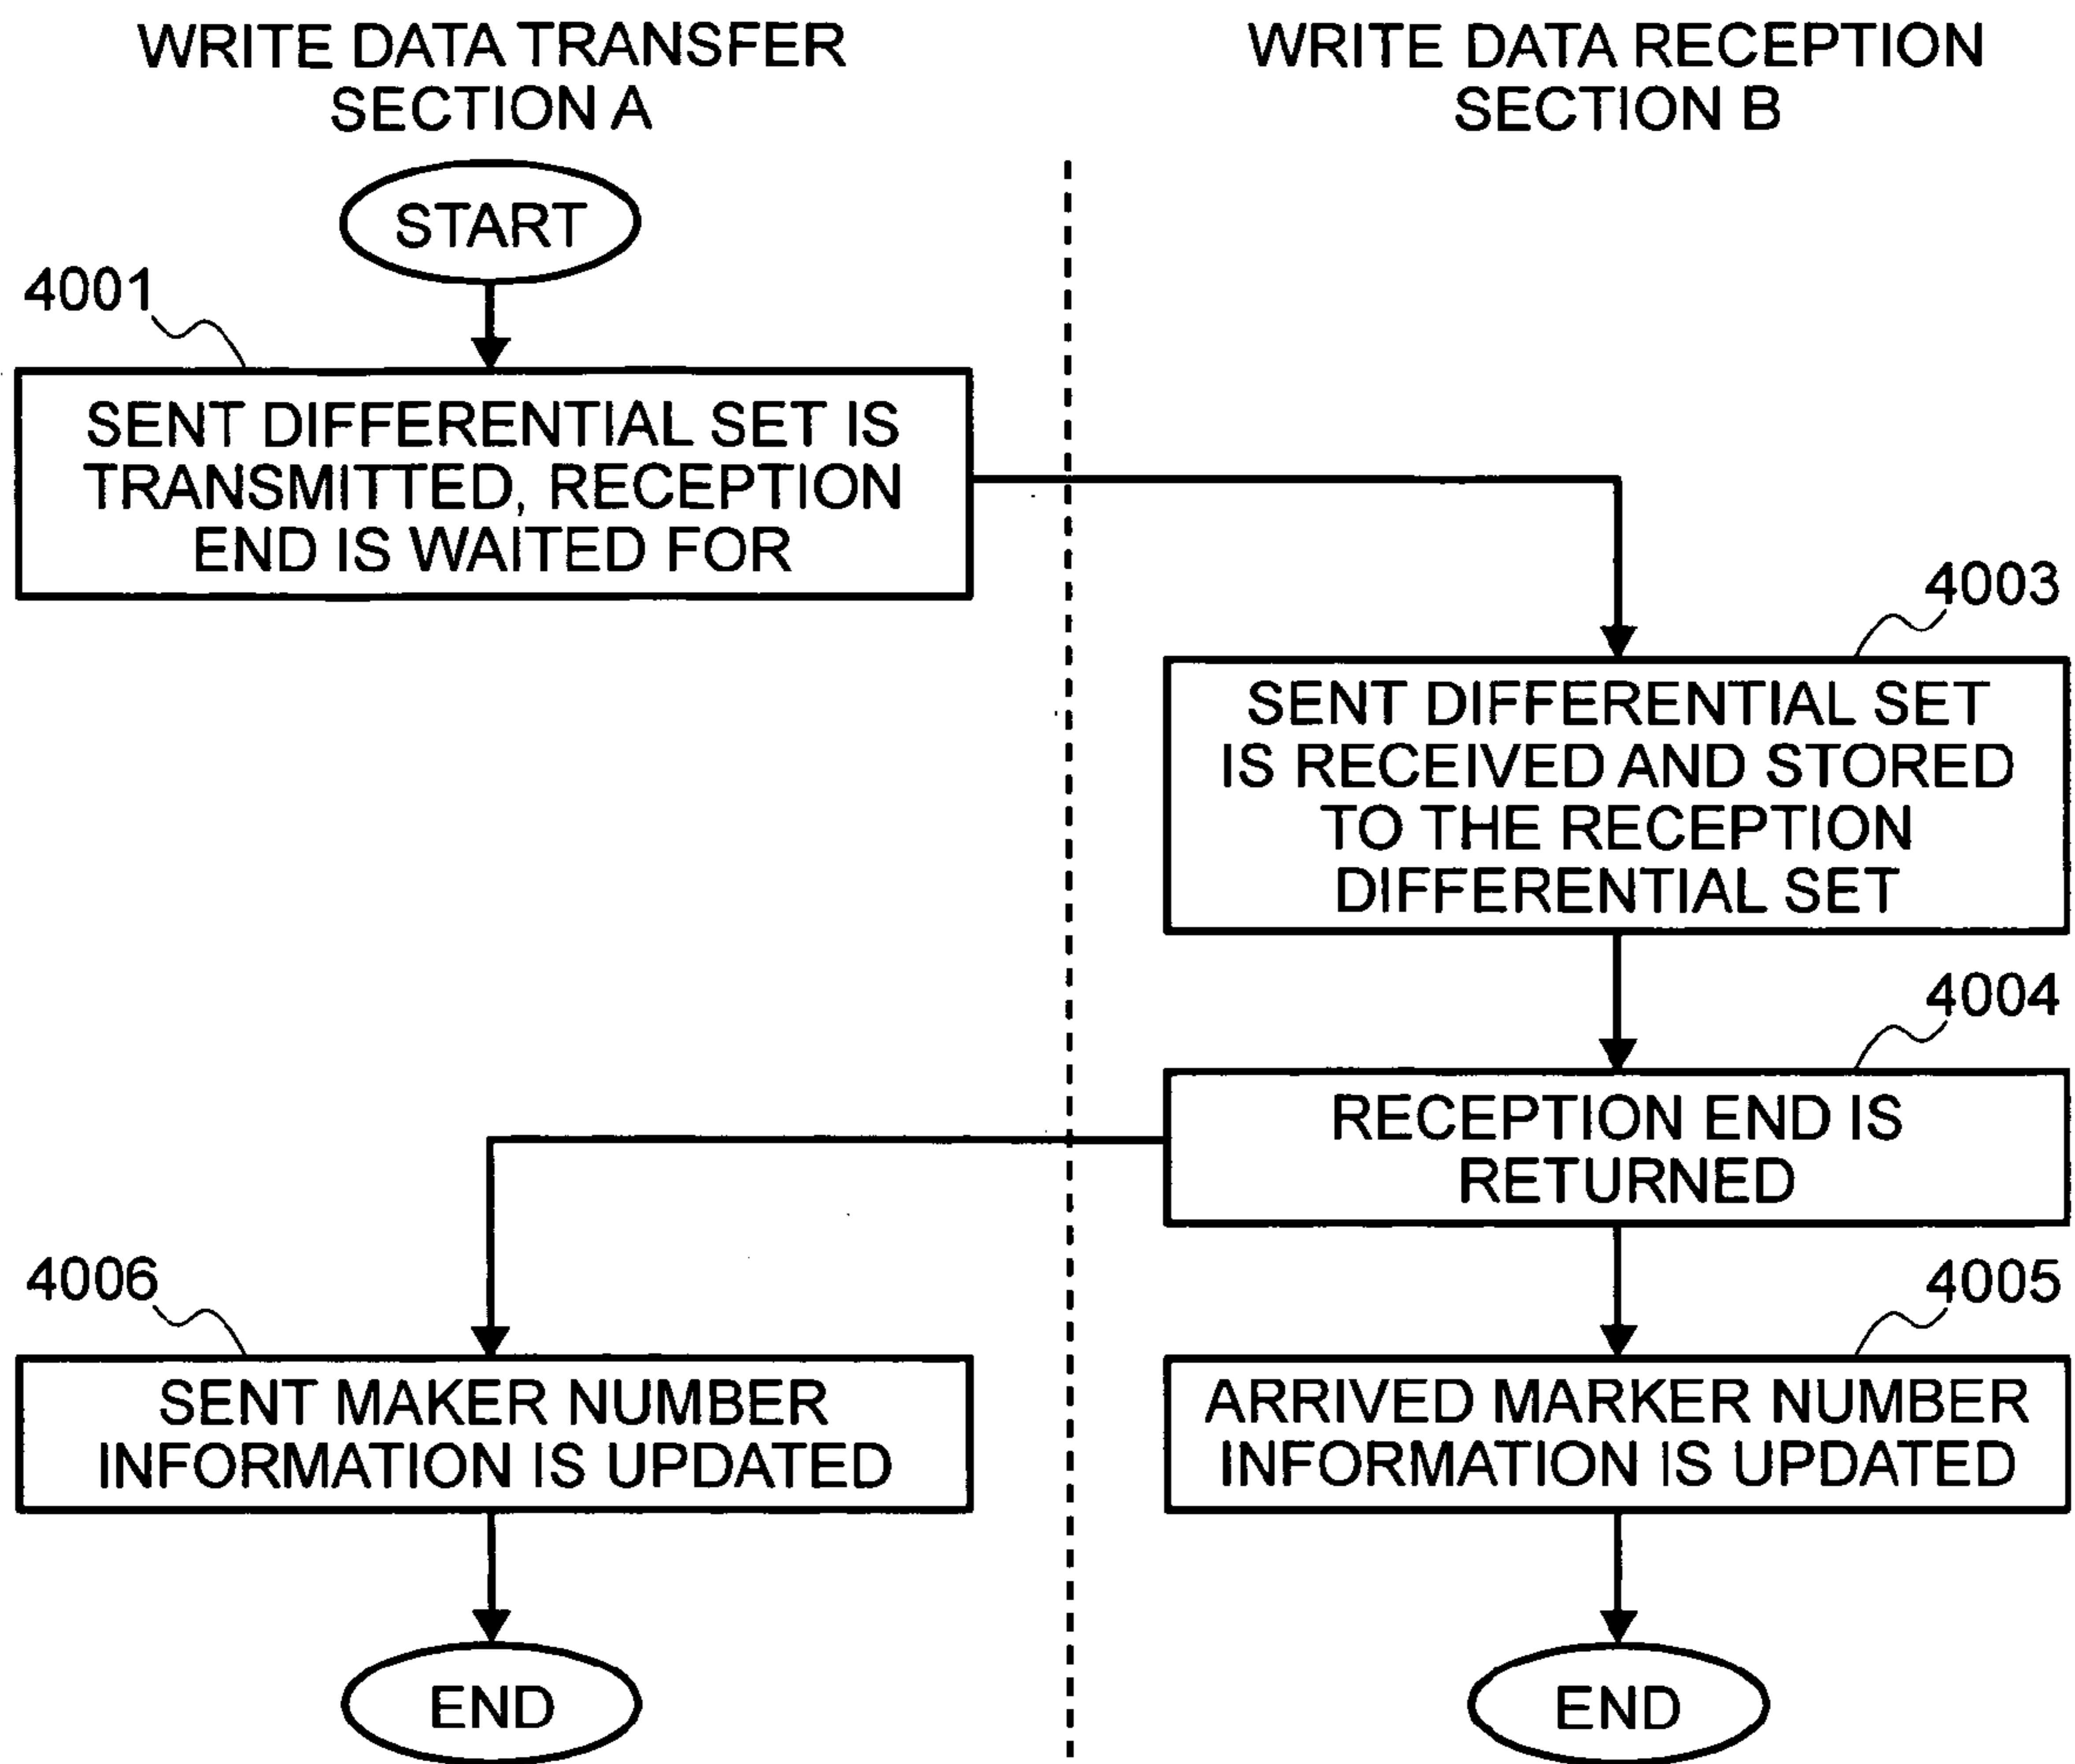 WRITE DATA TRANSFER
SECTION A
WRITE DATA RECEPTION
SECTION B
START
4001
SENT DIFFERENTIAL SET IS
TRANSMITTED, RECEPTION
END IS WAITED FOR
4003
SENT DIFFERENTIAL SET
IS RECEIVED AND STORED
TO THE RECEPTION
DIFFERENTIAL SET
4004
RECEPTION END IS
RETURNED
4006
SENT MAKER NUMBER
INFORMATION IS UPDATED
4005
ARRIVED MARKER NUMBER
INFORMATION IS UPDATED
END
END